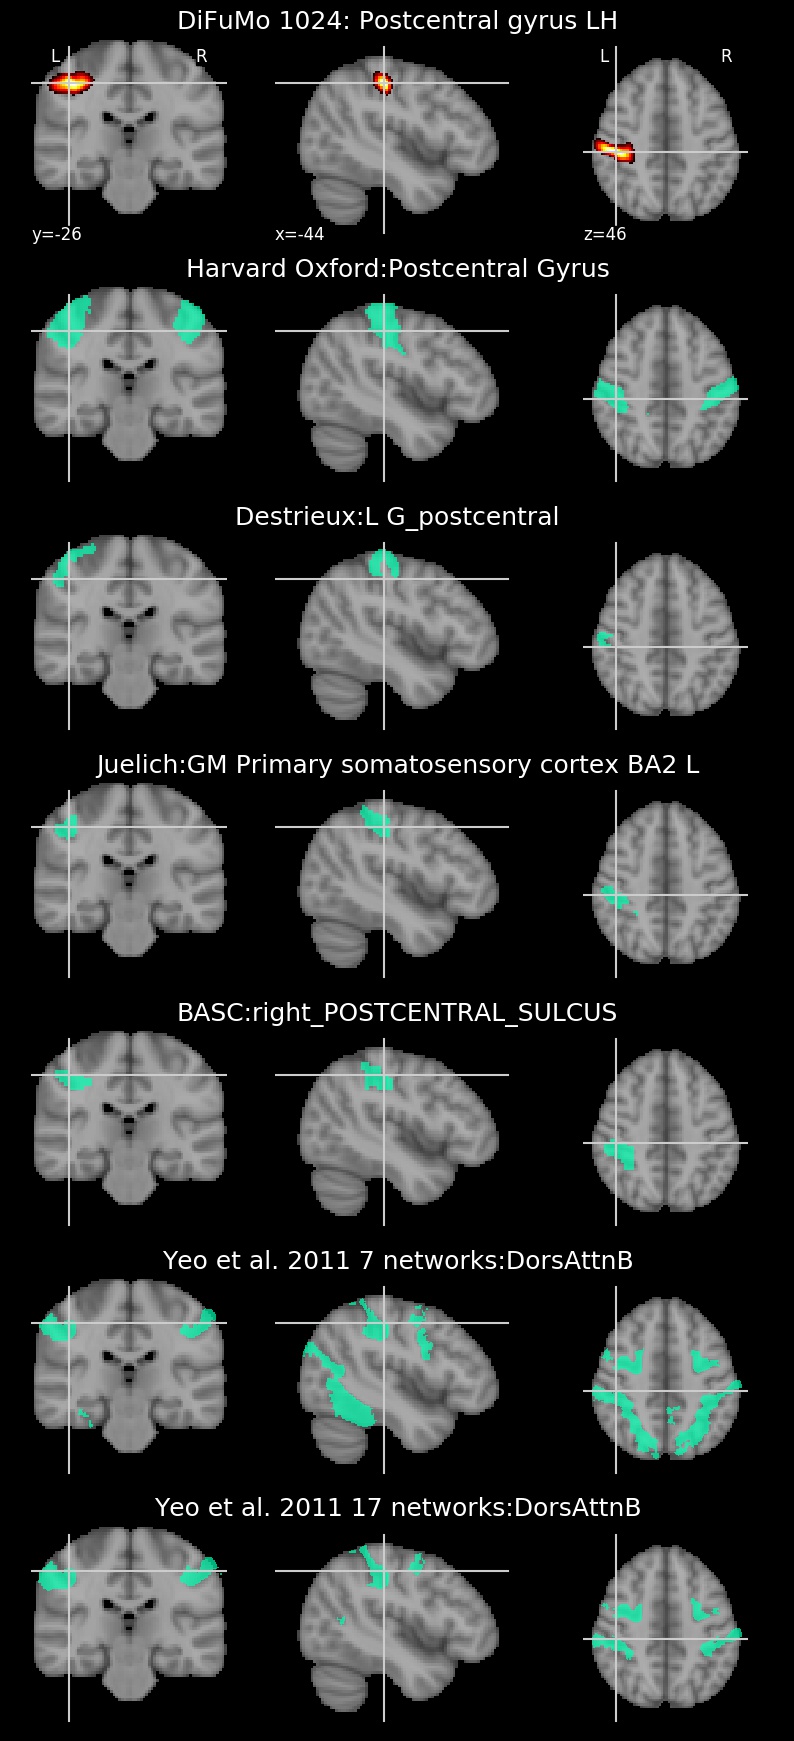 DiFuMo 1024: Postcentral gyrus LH
L R L R
y=-26 x=-44 z=46
Harvard Oxford:Postcentral Gyrus
Destrieux:L G_postcentral
Juelich:GM Primary somatosensory cortex BA2 L
BASC:right_POSTCENTRAL_SULCUS
Yeo et al. 2011 7 networks:DorsAttnB
Yeo et al. 2011 17 networks:DorsAttnB